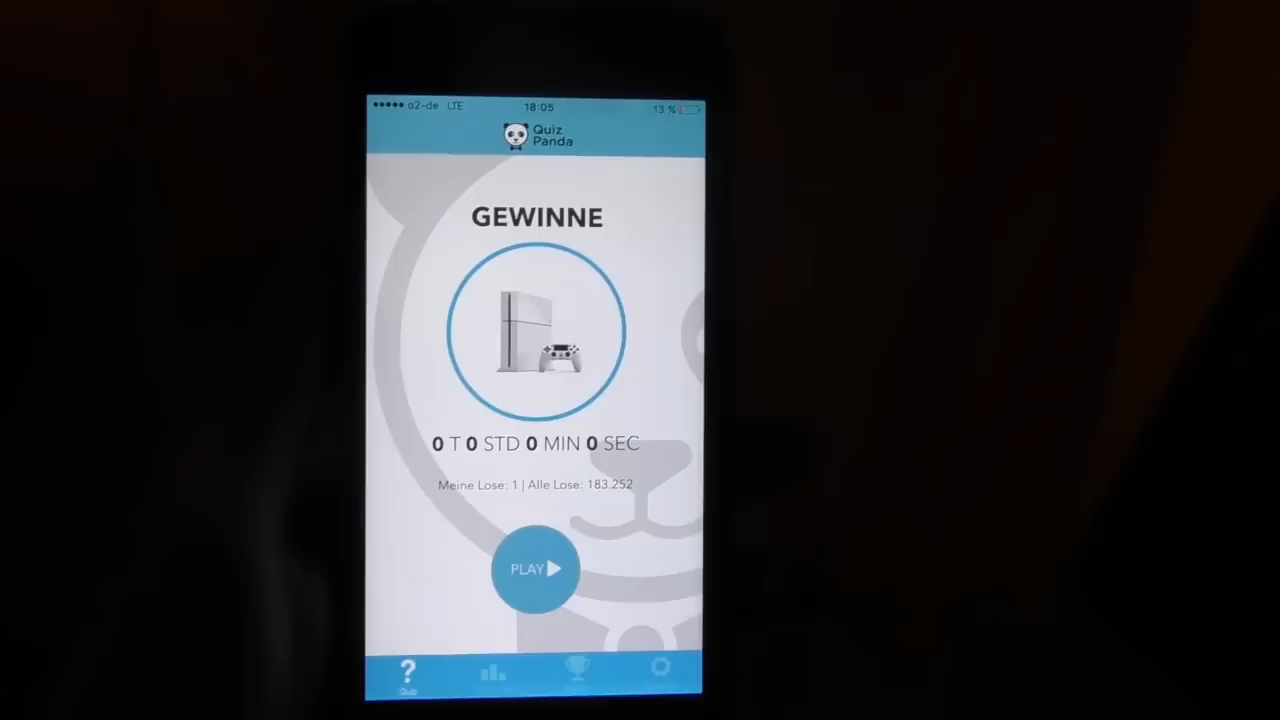 o2-de LTE 18:05 13 %
Quiz
Panda
GEWINNE
0 T 0 STD 0 MIN 0 SEC
Meine Lose: 1 | Alle Lose: 183.252
PLAY
Quiz